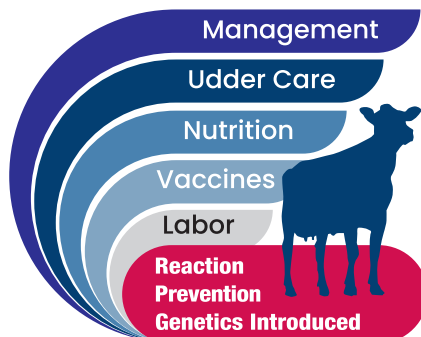 Management
Udder Care
Nutrition
Vaccines
Labor
Reaction
Prevention
Genetics Introduced